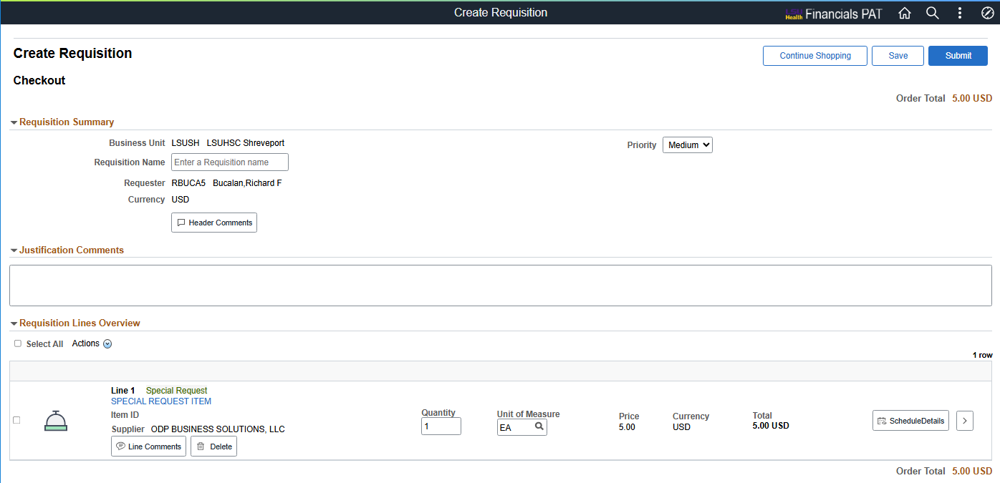 Create Requisition
LSU Health Financials PAT
Create Requisition
Continue Shopping Save Submit
Checkout
Order Total 5.00 USD
Requisition Summary
Business Unit LSUSH LSUHSC Shreveport
Priority Medium
Requisition Name Enter a Requisition name
Requester RBUCA5 Bucalan,Richard F
Currency USD
Header Comments
Justification Comments
Requisition Lines Overview
Select All Actions
1 row
Line 1 Special Request
SPECIAL REQUEST ITEM
Item ID
Supplier ODP BUSINESS SOLUTIONS, LLC
Line Comments Delete
Quantity
1
Unit of Measure
EA
Price
5.00
Currency
USD
Total
5.00 USD
ScheduleDetails
Order Total 5.00 USD